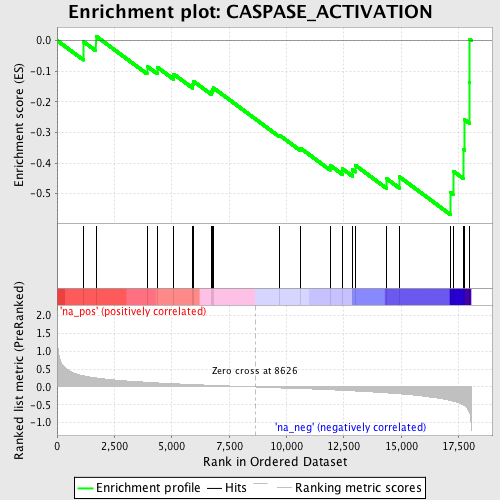 Enrichment plot: CASPASE_ACTIVATION
Enrichment score (ES)
0.0
-0.1
-0.2
-0.3
-0.4
-0.5
'na_pos' (positively correlated)
Ranked list metric (PreRanked)
2.0
1.5
1.0
0.5
0.0
-0.5
-1.0
Zero cross at 8626
'na_neg' (negatively correlated)
0 2,500 5,000 7,500 10,000 12,500 15,000 17,500
Rank in Ordered Dataset
Enrichment profile Hits Ranking metric scores